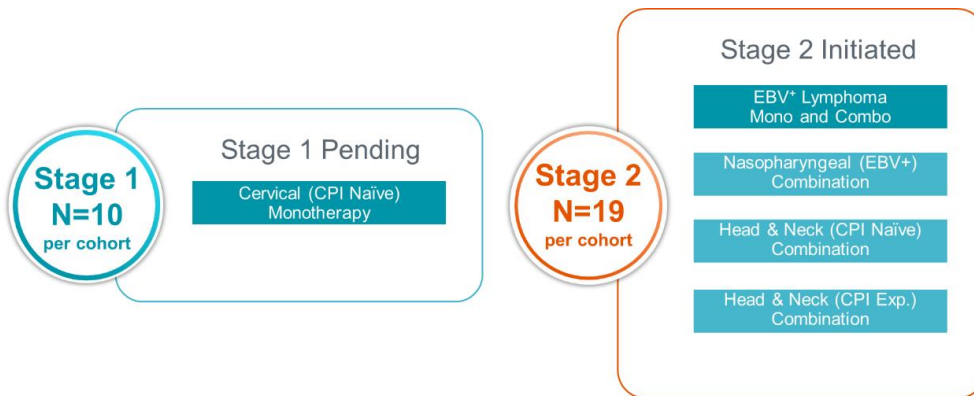 Stage 1
N=10
per cohort
Stage 1 Pending
Cervical (CPI Naïve)
Monotherapy
Stage 2
N=19
per cohort
Stage 2 Initiated
EBV⁺ Lymphoma
Mono and Combo
Nasopharyngeal (EBV+)
Combination
Head & Neck (CPI Naïve)
Combination
Head & Neck (CPI Exp.)
Combination